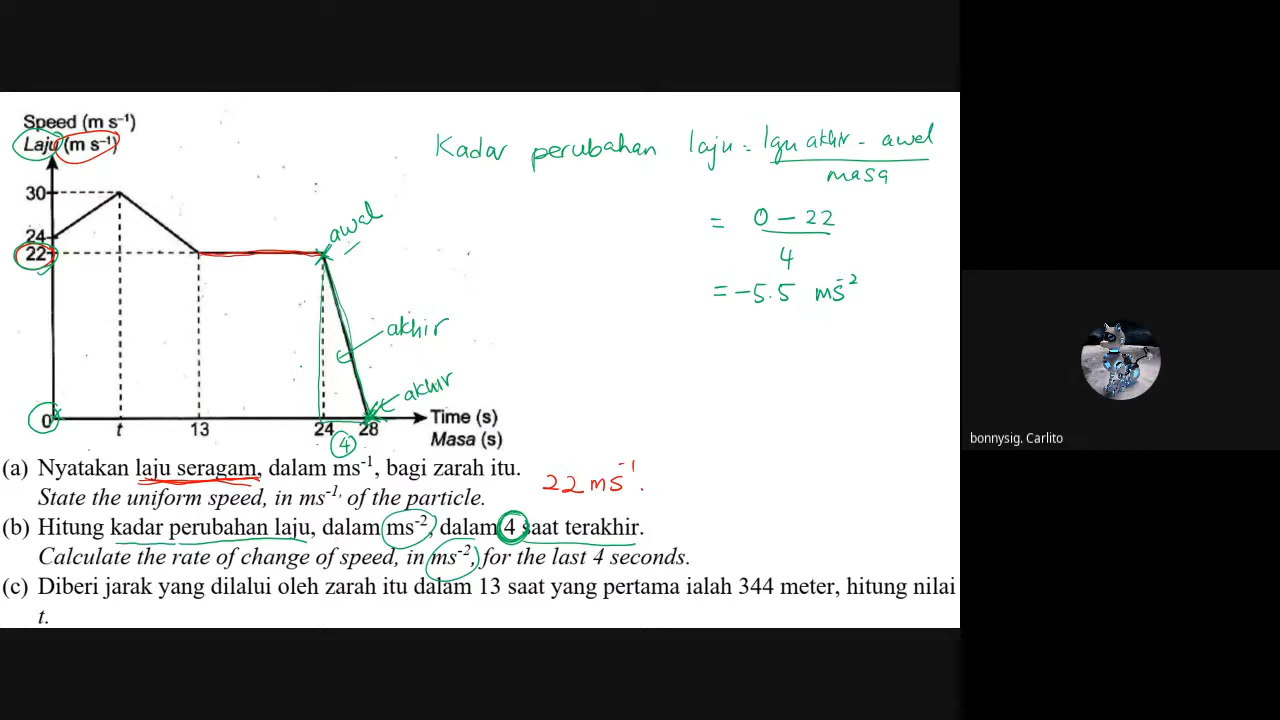 Speed (m s⁻¹)
Laju (m s⁻¹)
Kadar perubahan laju = laju akhir - awal
masa
30
24
22
awal
= 0 - 22
4
= -5.5 ms⁻²
akhir
akhir
0
t
13
24
28
Time (s)
4
Masa (s)
bonnysig. Carlito
(a) Nyatakan laju seragam, dalam ms⁻¹, bagi zarah itu.
22 ms⁻¹.
State the uniform speed, in ms⁻¹, of the particle.
(b) Hitung kadar perubahan laju, dalam ms⁻², dalam 4 saat terakhir.
Calculate the rate of change of speed, in ms⁻², for the last 4 seconds.
(c) Diberi jarak yang dilalui oleh zarah itu dalam 13 saat yang pertama ialah 344 meter, hitung nilai
t.